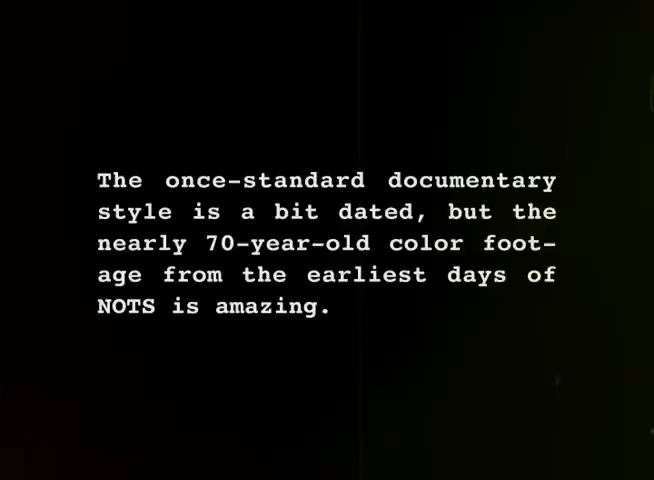 The once-standard documentary
style is a bit dated, but the
nearly 70-year-old color foot-
age from the earliest days of
NOTS is amazing.